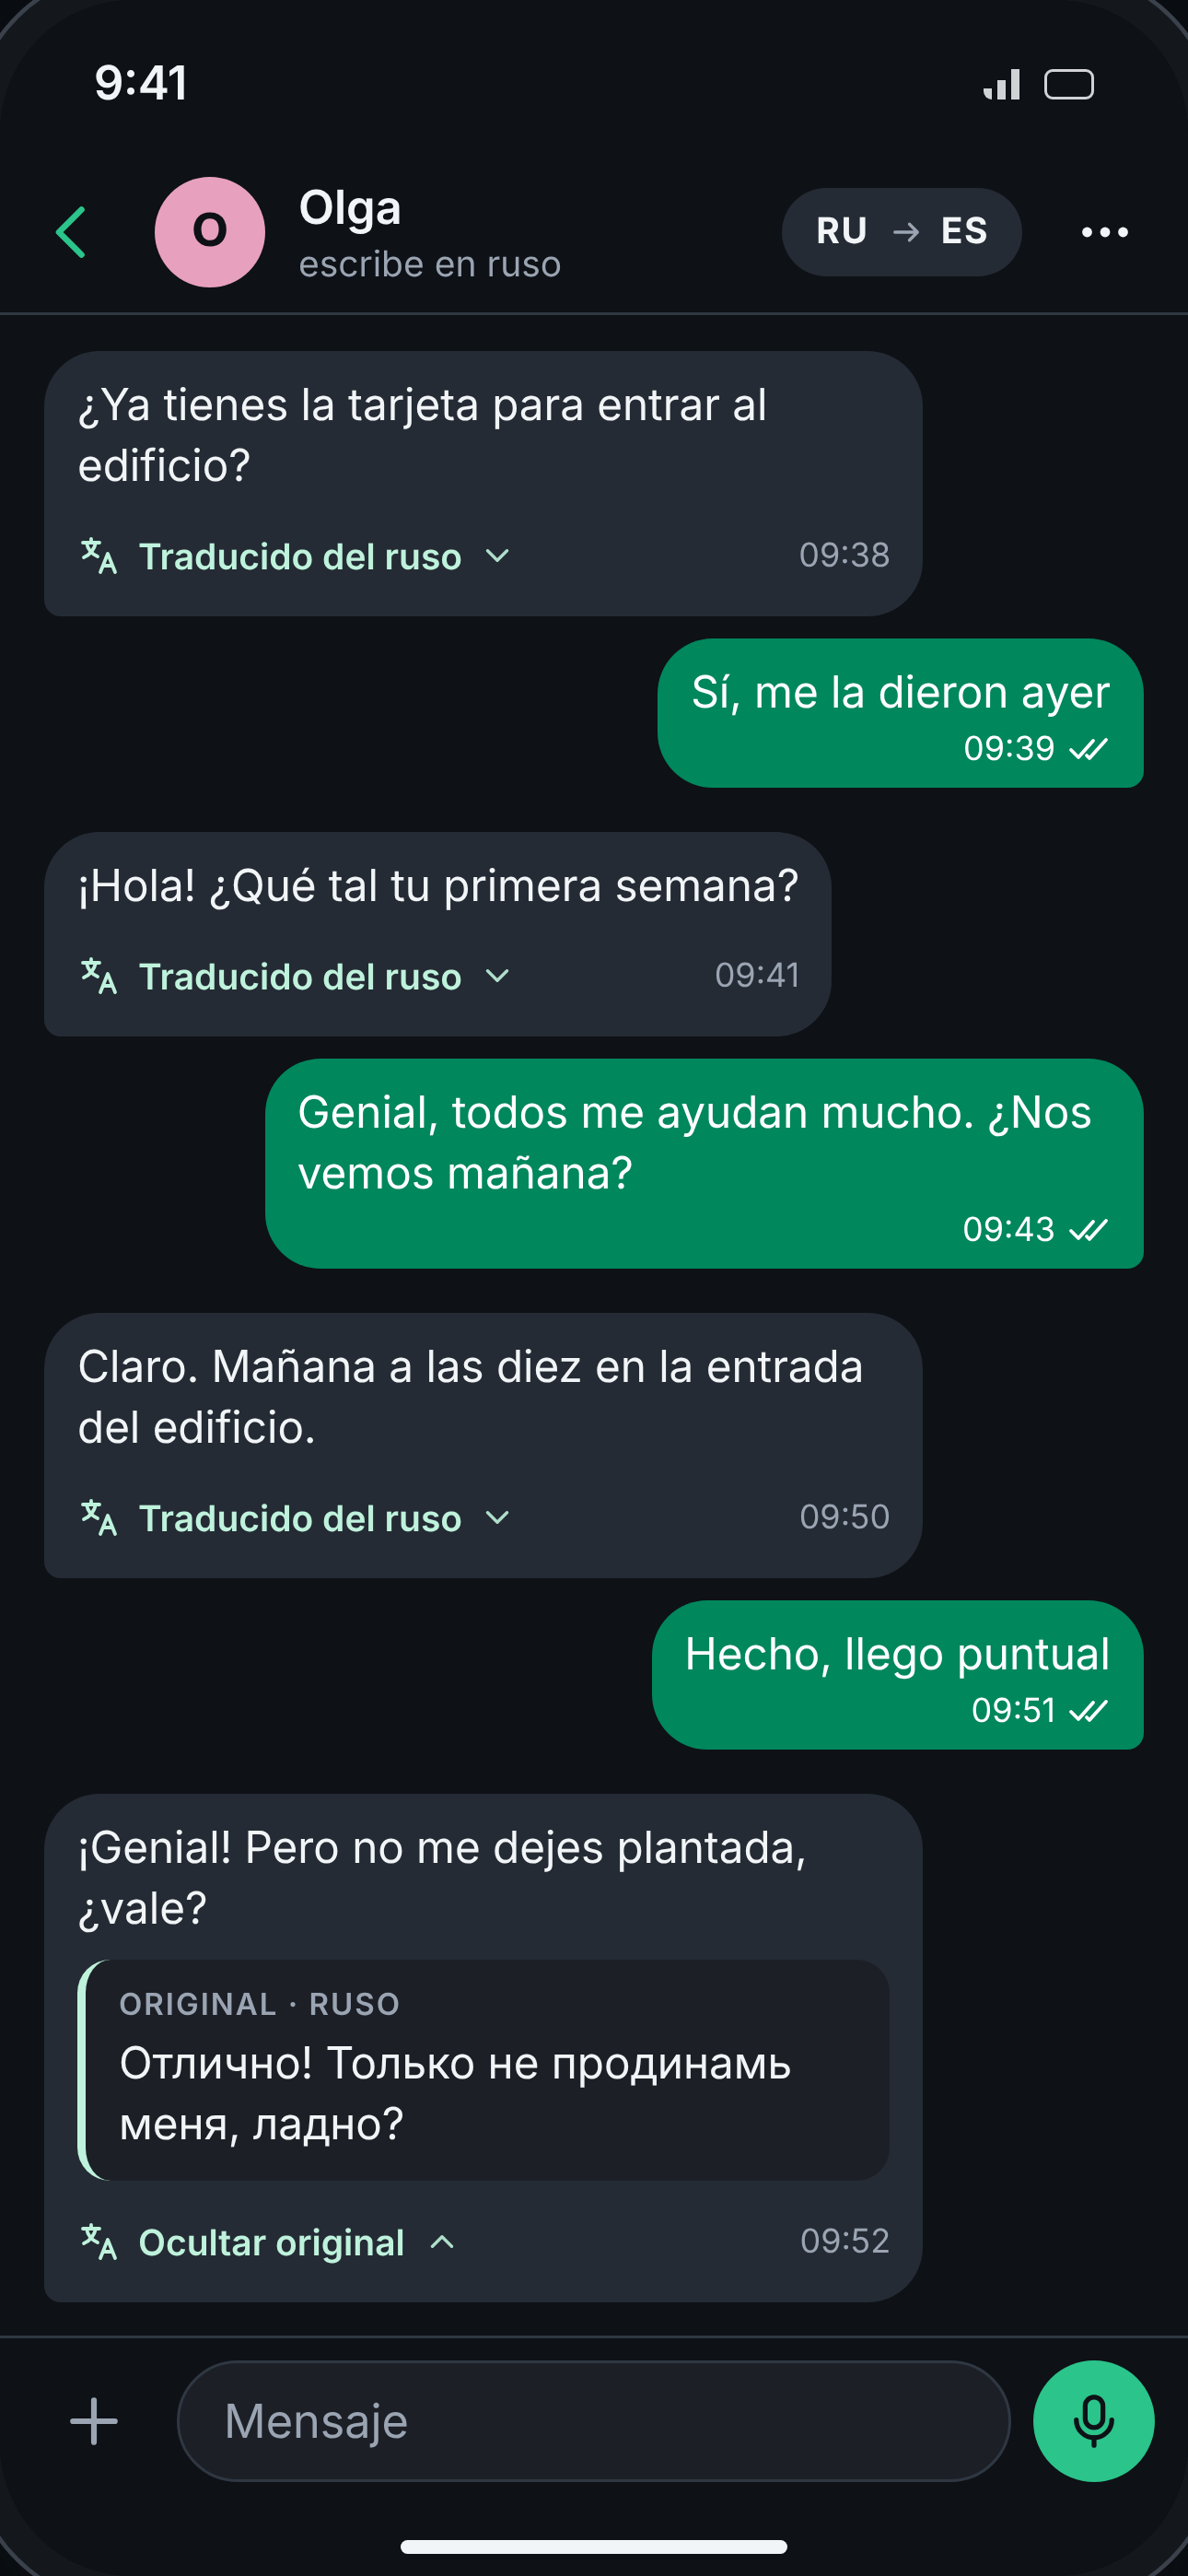 9:41
O
Olga
escribe en ruso
RU → ES
¿Ya tienes la tarjeta para entrar al
edificio?
Traducido del ruso
09:38
Sí, me la dieron ayer
09:39
¡Hola! ¿Qué tal tu primera semana?
Traducido del ruso
09:41
Genial, todos me ayudan mucho. ¿Nos
vemos mañana?
09:43
Claro. Mañana a las diez en la entrada
del edificio.
Traducido del ruso
09:50
Hecho, llego puntual
09:51
¡Genial! Pero no me dejes plantada,
¿vale?
ORIGINAL · RUSO
Отлично! Только не продинамь
меня, ладно?
Ocultar original
09:52
Mensaje